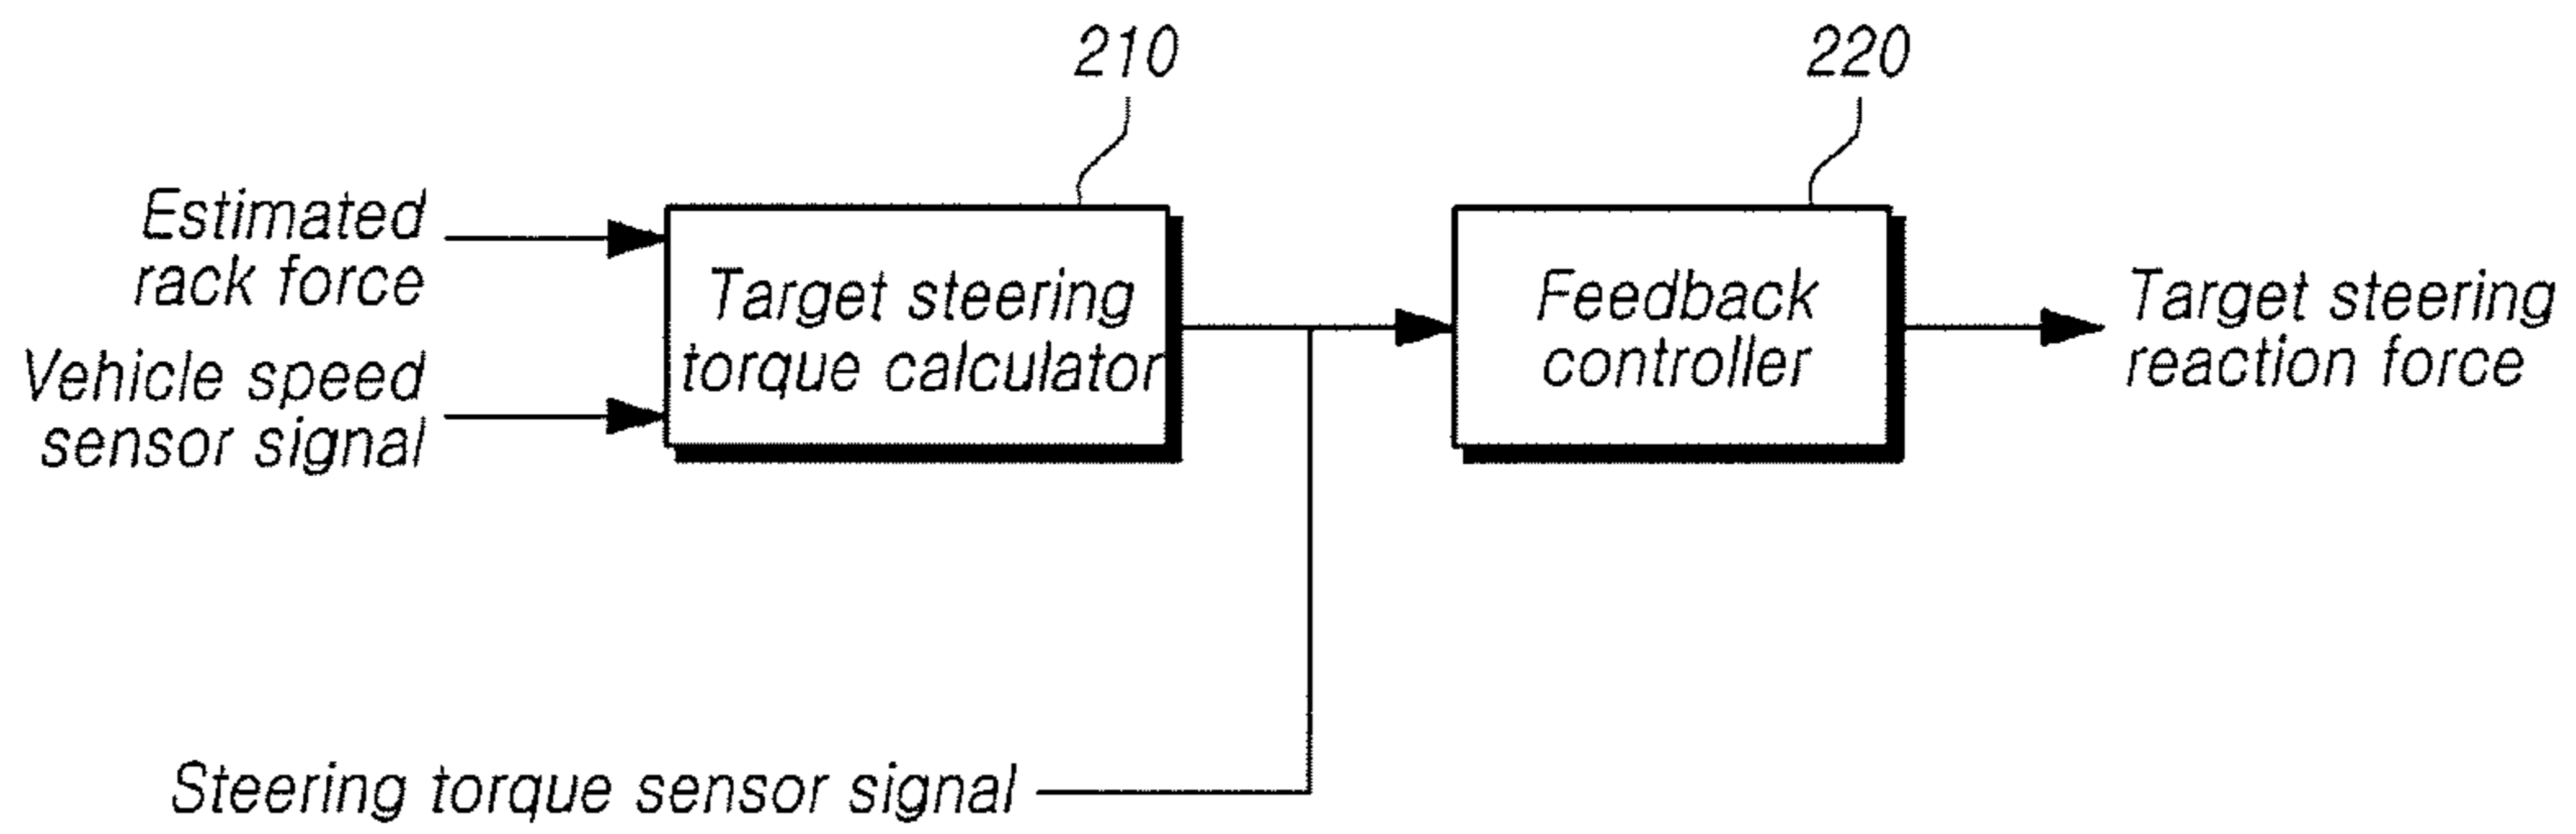 210
220
Estimated
rack force
Vehicle speed
sensor signal
Target steering
torque calculator
Feedback
controller
Target steering
reaction force
Steering torque sensor signal